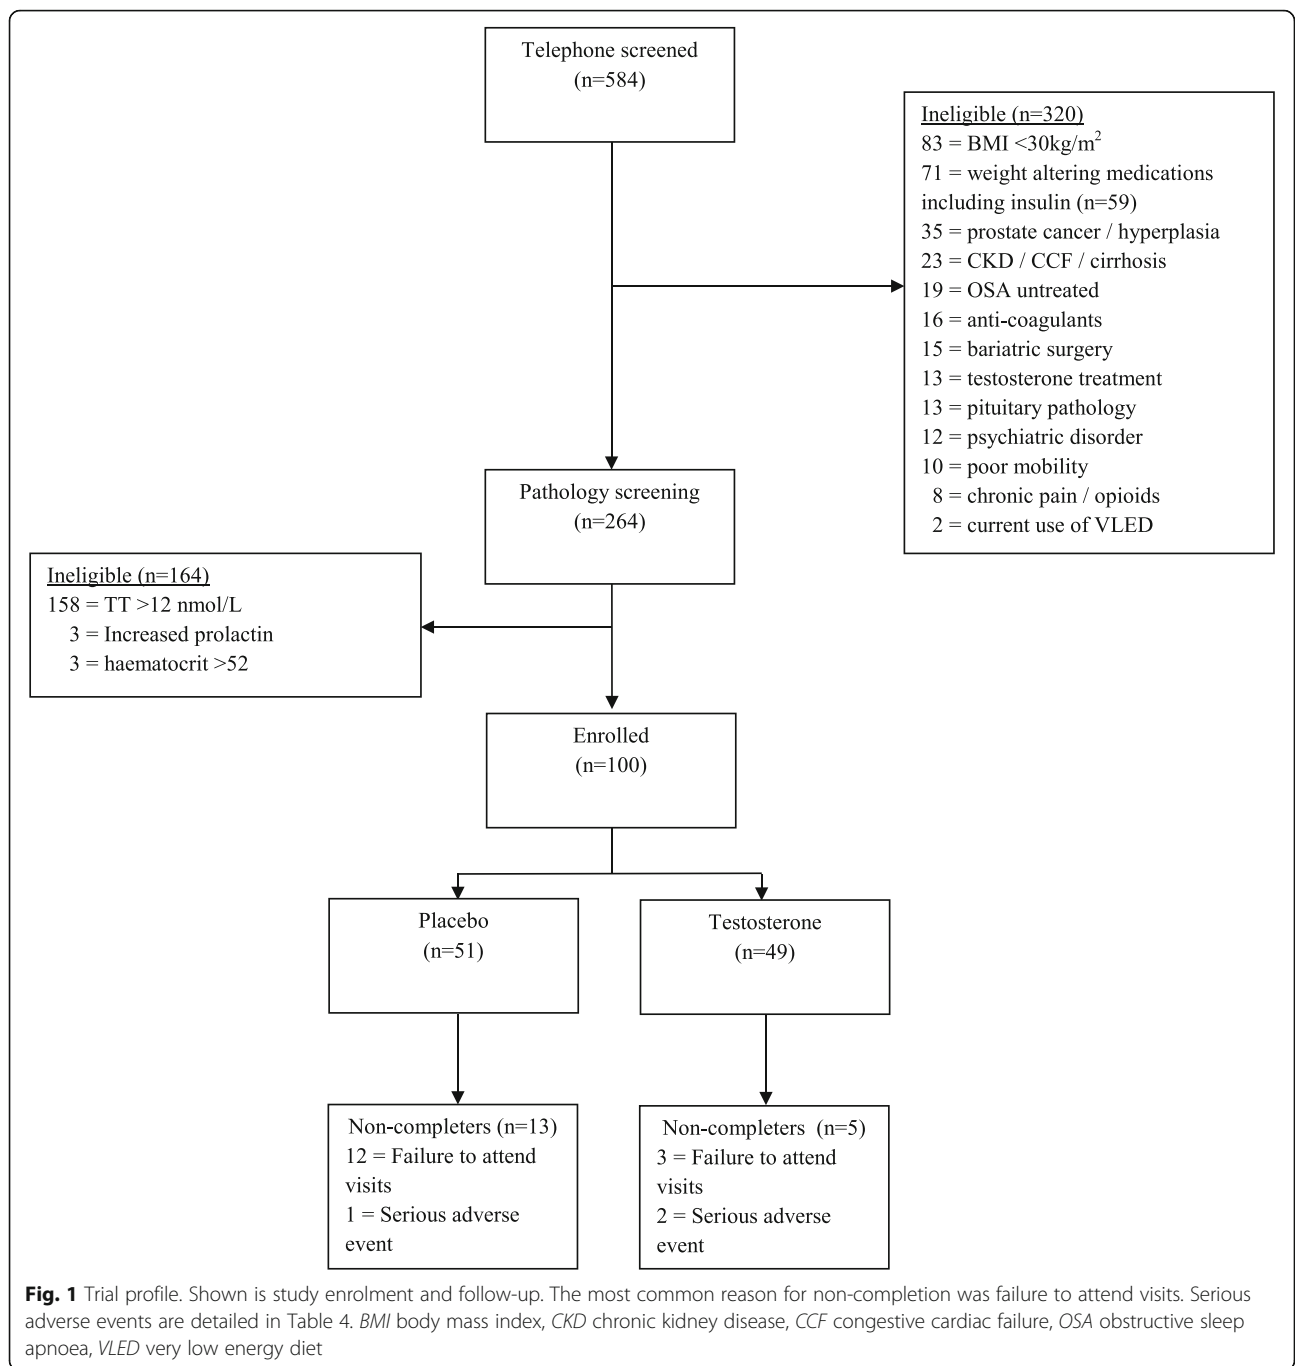 Telephone screened
(n=584)
Ineligible (n=320)
83 = BMI <30kg/m²
71 = weight altering medications
including insulin (n=59)
35 = prostate cancer / hyperplasia
23 = CKD / CCF / cirrhosis
19 = OSA untreated
16 = anti-coagulants
15 = bariatric surgery
13 = testosterone treatment
13 = pituitary pathology
12 = psychiatric disorder
10 = poor mobility
8 = chronic pain / opioids
2 = current use of VLED
Pathology screening
(n=264)
Ineligible (n=164)
158 = TT >12 nmol/L
3 = Increased prolactin
3 = haematocrit >52
Enrolled
(n=100)
Placebo
(n=51)
Testosterone
(n=49)
Non-completers (n=13)
12 = Failure to attend
visits
1 = Serious adverse
event
Non-completers (n=5)
3 = Failure to attend
visits
2 = Serious adverse
event
Fig. 1 Trial profile. Shown is study enrolment and follow-up. The most common reason for non-completion was failure to attend visits. Serious
adverse events are detailed in Table 4. BMI body mass index, CKD chronic kidney disease, CCF congestive cardiac failure, OSA obstructive sleep
apnoea, VLED very low energy diet